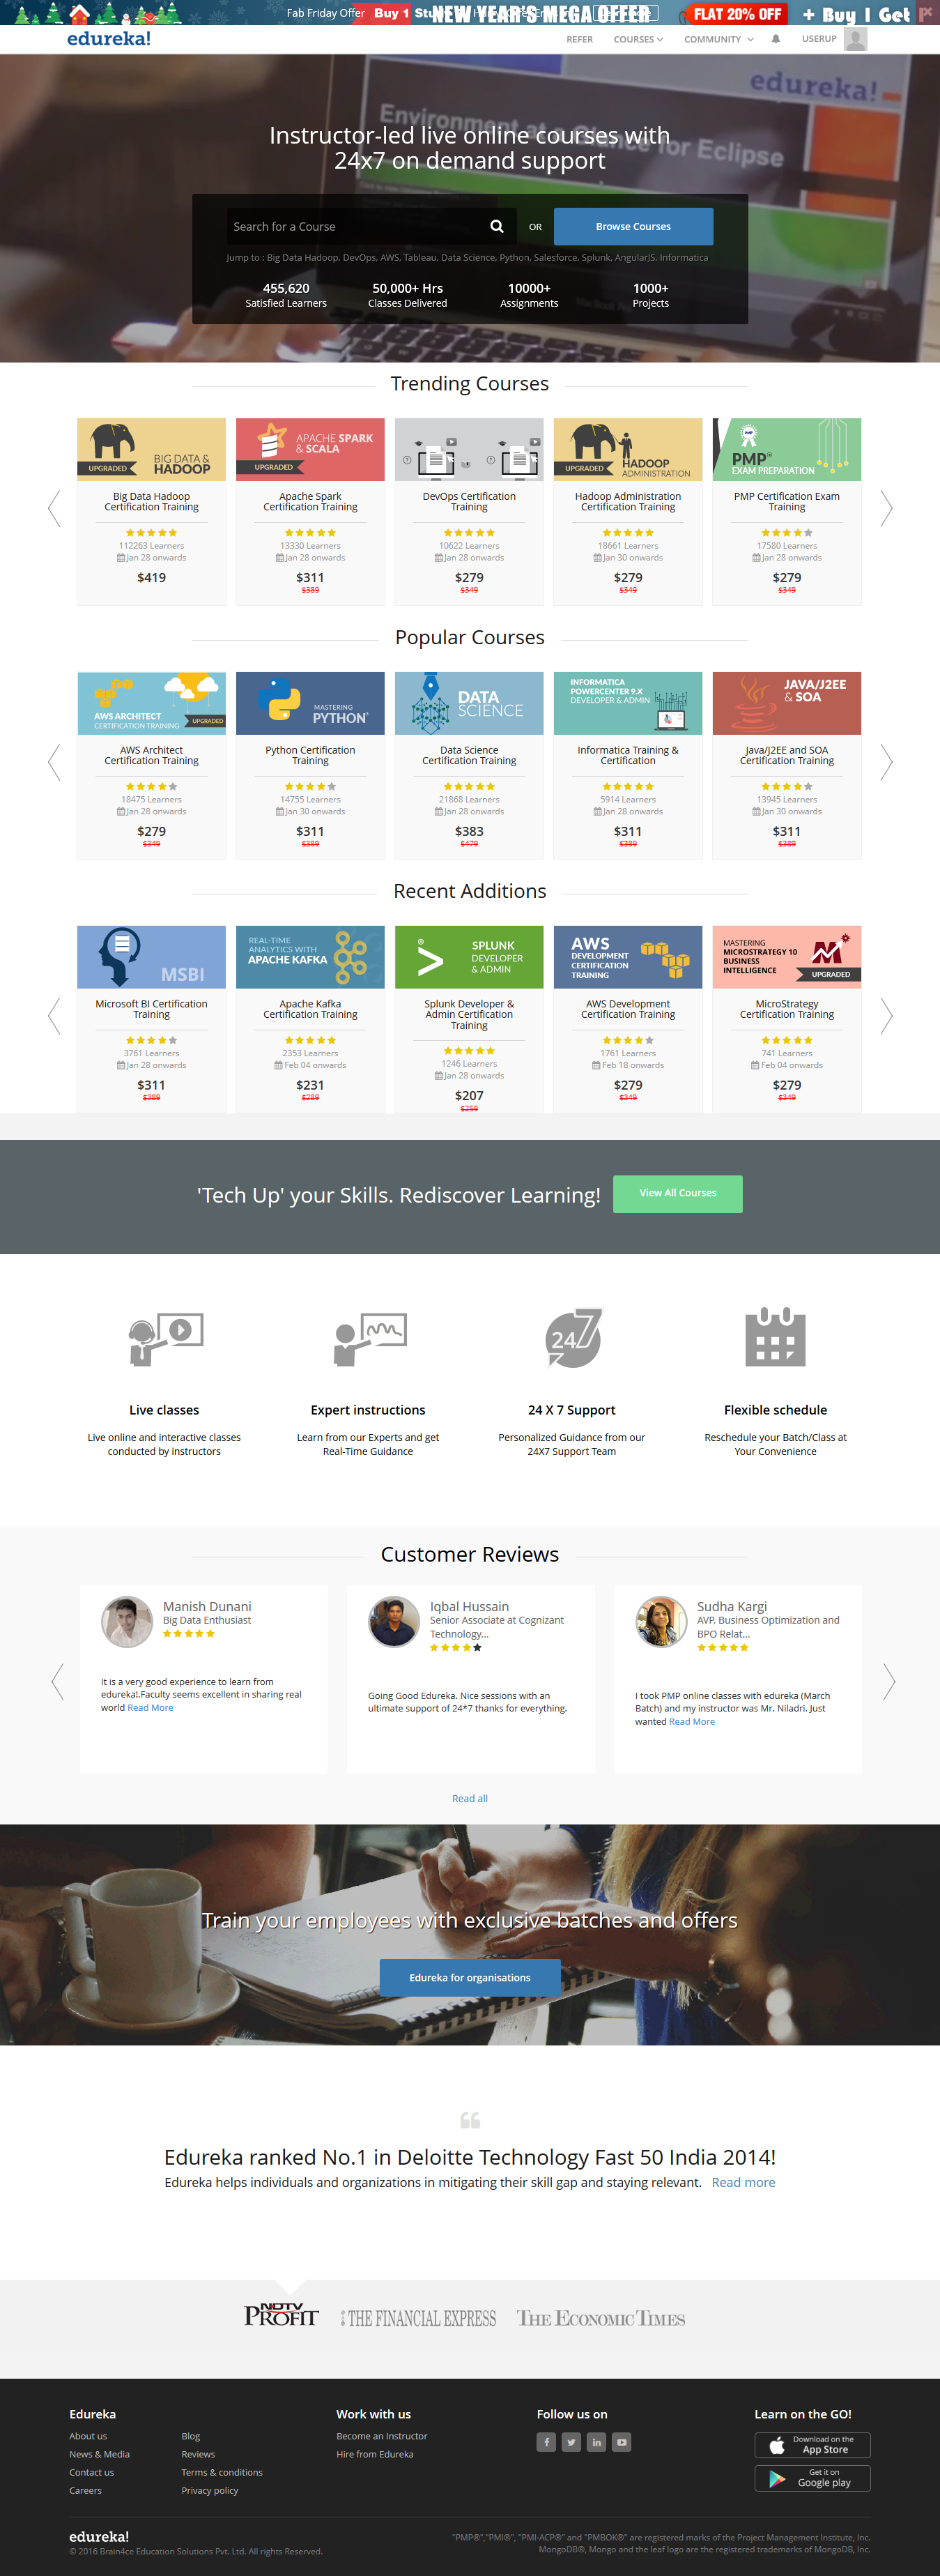 Fab Friday Offer
Buy 1
NEW YEAR'S MEGA OFFER
FLAT 20% OFF
+ Buy 1 Get
edureka!
REFER
COURSES
COMMUNITY
USERUP
edureka!
Environment at a Glance for Eclipse
Instructor-led live online courses with
24x7 on demand support
Search for a Course
OR
Browse Courses
Jump to : Big Data Hadoop, DevOps, AWS, Tableau, Data Science, Python, Salesforce, Splunk, AngularJS, Informatica
455,620 50,000+ Hrs 10000+ 1000+
Satisfied Learners Classes Delivered Assignments Projects
Trending Courses
UPGRADED BIG DATA & HADOOP
Big Data Hadoop
Certification Training
112263 Learners
Jan 28 onwards
$419
APACHE SPARK
& SCALA
UPGRADED
Apache Spark
Certification Training
13330 Learners
Jan 28 onwards
$311
$389
DevOps Certification
Training
10622 Learners
Jan 28 onwards
$279
$349
UPGRADED HADOOP
ADMINISTRATION
Hadoop Administration
Certification Training
18661 Learners
Jan 30 onwards
$279
$349
PMP
PMP®
EXAM PREPARATION
PMP Certification Exam
Training
17580 Learners
Jan 28 onwards
$279
$349
Popular Courses
AWS ARCHITECT
CERTIFICATION TRAINING
UPGRADED
AWS Architect
Certification Training
18475 Learners
Jan 28 onwards
$279
$349
MASTERING
PYTHON®
Python Certification
Training
14755 Learners
Jan 30 onwards
$311
$389
DATA
SCIENCE
Data Science
Certification Training
21868 Learners
Jan 28 onwards
$383
$479
INFORMATICA
POWERCENTER 9.X
DEVELOPER & ADMIN
Informatica Training &
Certification
5914 Learners
Jan 28 onwards
$311
$389
JAVA/J2EE
& SOA
Java/J2EE and SOA
Certification Training
13945 Learners
Jan 30 onwards
$311
$389
Recent Additions
MSBI
Microsoft BI Certification
Training
3761 Learners
Jan 28 onwards
$311
$389
REAL-TIME
ANALYTICS WITH
APACHE KAFKA
Apache Kafka
Certification Training
2353 Learners
Feb 04 onwards
$231
$289
SPLUNK
DEVELOPER
& ADMIN
Splunk Developer &
Admin Certification
Training
1246 Learners
Jan 28 onwards
$207
$259
AWS
DEVELOPMENT
CERTIFICATION
TRAINING
AWS Development
Certification Training
1761 Learners
Feb 18 onwards
$279
$349
MASTERING
MICROSTRATEGY 10
BUSINESS
INTELLIGENCE
UPGRADED
MicroStrategy
Certification Training
741 Learners
Feb 04 onwards
$279
$349
'Tech Up' your Skills. Rediscover Learning!
View All Courses
24 7
Live classes
Live online and interactive classes
conducted by instructors
Expert instructions
Learn from our Experts and get
Real-Time Guidance
24 X 7 Support
Personalized Guidance from our
24X7 Support Team
Flexible schedule
Reschedule your Batch/Class at
Your Convenience
Customer Reviews
Manish Dunani
Big Data Enthusiast
It is a very good experience to learn from
edureka!.Faculty seems excellent in sharing real
world Read More
Iqbal Hussain
Senior Associate at Cognizant
Technology...
Going Good Edureka. Nice sessions with an
ultimate support of 24*7 thanks for everything.
Sudha Kargi
AVP, Business Optimization and
BPO Relat...
I took PMP online classes with edureka (March
Batch) and my instructor was Mr. Niladri. Just
wanted Read More
Read all
Train your employees with exclusive batches and offers
Edureka for organisations
Edureka ranked No.1 in Deloitte Technology Fast 50 India 2014!
Edureka helps individuals and organizations in mitigating their skill gap and staying relevant. Read more
NDTV
PROFIT
THE FINANCIAL EXPRESS
THE ECONOMIC TIMES
Edureka
About us
News & Media
Contact us
Careers
Blog
Reviews
Terms & conditions
Privacy policy
Work with us
Become an Instructor
Hire from Edureka
Follow us on
Learn on the GO!
Download on the
App Store
Get it on
Google play
edureka!
© 2016 Brain4ce Education Solutions Pvt. Ltd. All rights Reserved.
"PMP®","PMI®", "PMI-ACP®" and "PMBOK®" are registered marks of the Project Management Institute, Inc.
MongoDB®, Mongo and the leaf logo are the registered trademarks of MongoDB, Inc.